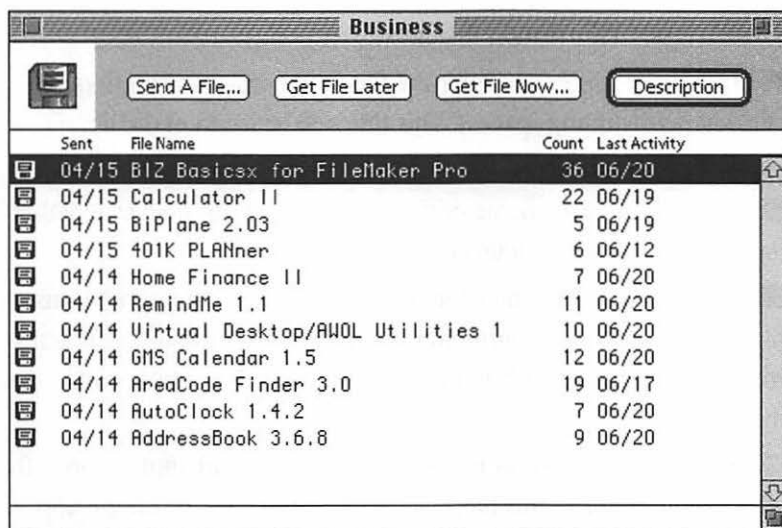 Business
Send A File... Get File Later Get File Now... Description
Sent File Name Count Last Activity
04/15 BIZ Basicsx for FileMaker Pro 36 06/20
04/15 Calculator II 22 06/19
04/15 BiPlane 2.03 5 06/19
04/15 401K PLANner 6 06/12
04/14 Home Finance II 7 06/20
04/14 RemindMe 1.1 11 06/20
04/14 Virtual Desktop/AWOL Utilities 1 10 06/20
04/14 GMS Calendar 1.5 12 06/20
04/14 AreaCode Finder 3.0 19 06/17
04/14 AutoClock 1.4.2 7 06/20
04/14 AddressBook 3.6.8 9 06/20